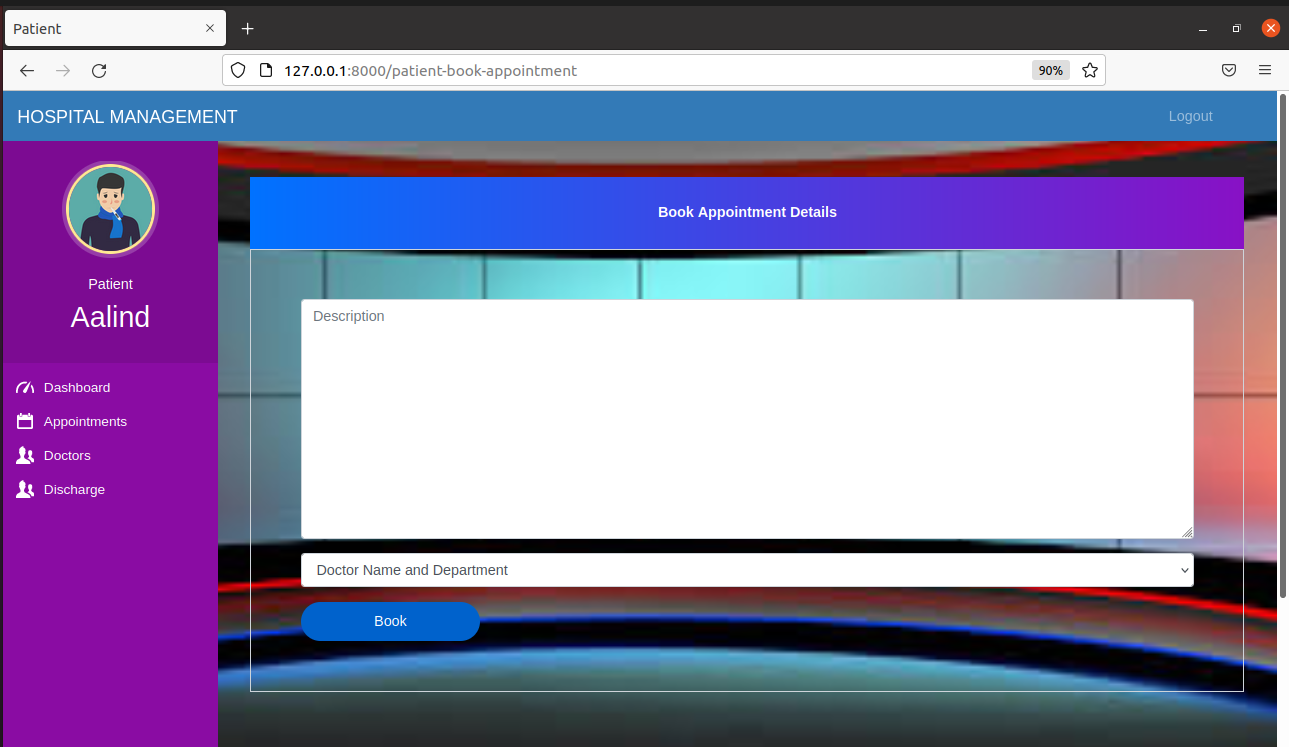 Patient
127.0.0.1:8000/patient-book-appointment
90%
HOSPITAL MANAGEMENT
Logout
Patient
Aalind
Dashboard
Appointments
Doctors
Discharge
Book Appointment Details
Description
Doctor Name and Department
Book